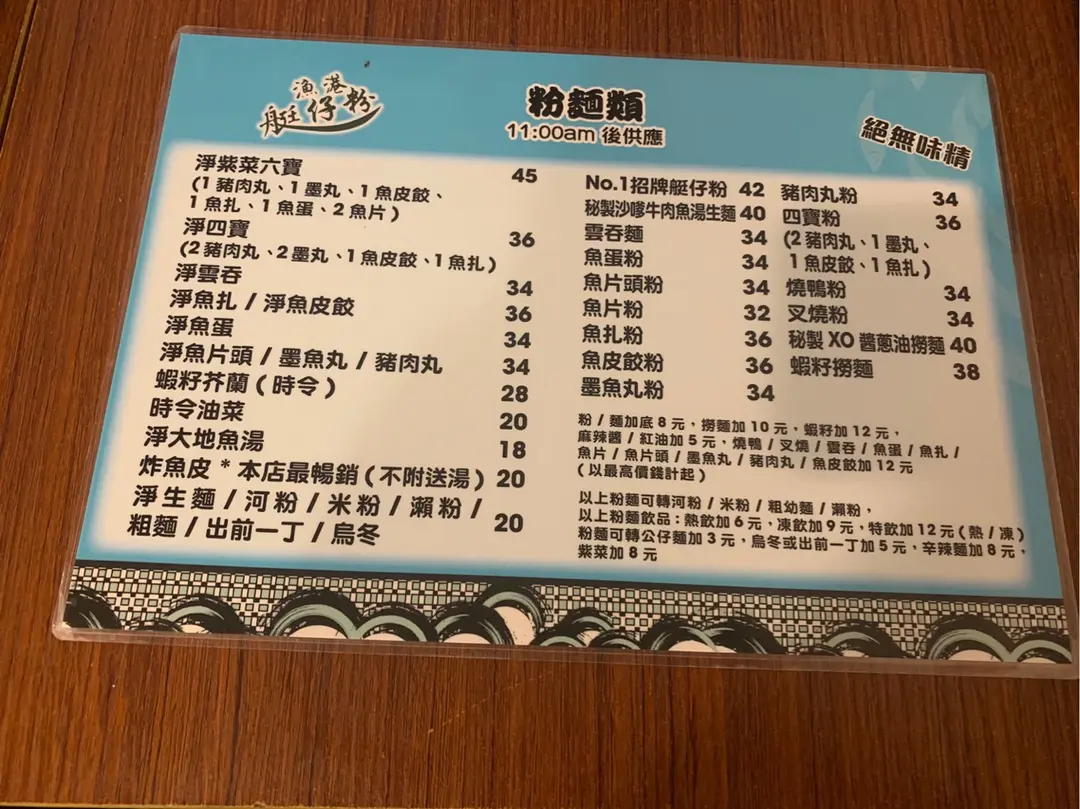 漁港
艇仔粉
粉麵類
11:00am 後供應
絕無味精
淨紫菜六寶 45
(1豬肉丸、1墨丸、1魚皮餃、
1魚扎、1魚蛋、2魚片)
淨四寶 36
(2豬肉丸、2墨丸、1魚皮餃、1魚扎)
淨雲吞 34
淨魚扎 / 淨魚皮餃 36
淨魚蛋 34
淨魚片頭 / 墨魚丸 / 豬肉丸 34
蝦籽芥蘭 (時令) 28
時令油菜 20
淨大地魚湯 18
炸魚皮 * 本店最暢銷 (不附送湯) 20
淨生麵 / 河粉 / 米粉 / 瀨粉 /
粗麵 / 出前一丁 / 烏冬 20
No.1招牌艇仔粉 42
秘製沙嗲牛肉魚湯生麵 40
雲吞麵 34
魚蛋粉 34
魚片頭粉 34
魚片粉 32
魚扎粉 36
魚皮餃粉 36
墨魚丸粉 34
豬肉丸粉 34
四寶粉 36
(2豬肉丸、1墨丸、
1魚皮餃、1魚扎)
燒鴨粉 34
叉燒粉 34
秘製 XO 醬蔥油撈麵 40
蝦籽撈麵 38
粉 / 麵加底 8 元，撈麵加 10 元，蝦籽加 12 元，
麻辣醬 / 紅油加 5 元，燒鴨 / 叉燒 / 雲吞 / 魚蛋 / 魚扎 /
魚片 / 魚片頭 / 墨魚丸 / 豬肉丸 / 魚皮餃加 12 元
(以最高價錢計起)
以上粉麵可轉河粉 / 米粉 / 粗幼麵 / 瀨粉，
以上粉麵飲品：熱飲加 6 元，凍飲加 9 元，特飲加 12 元 (熱 / 凍)
粉麵可轉公仔麵加 3 元，烏冬或出前一丁加 5 元，辛辣麵加 8 元，
紫菜加 8 元